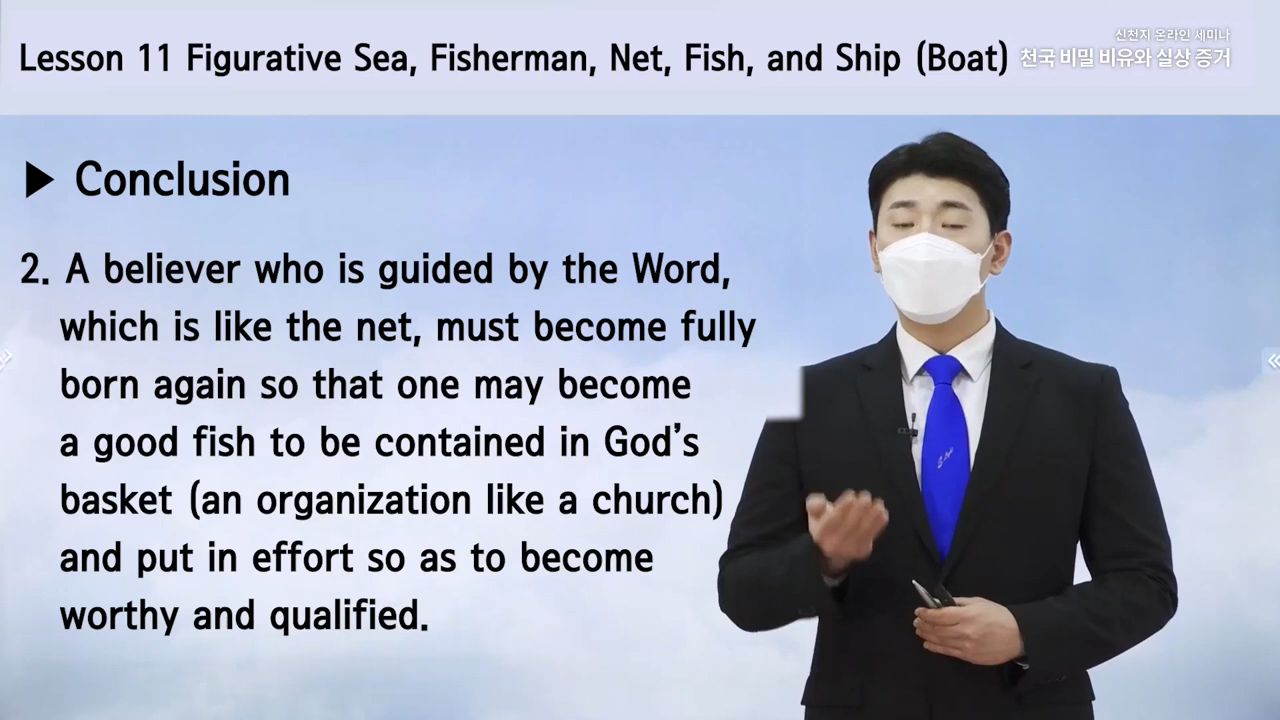 Lesson 11 Figurative Sea, Fisherman, Net, Fish, and Ship (Boat)
신천지 온라인 세미나
천국 비밀 비유와 실상 증거
▶ Conclusion
2. A believer who is guided by the Word,
which is like the net, must become fully
born again so that one may become
a good fish to be contained in God's
basket (an organization like a church)
and put in effort so as to become
worthy and qualified.